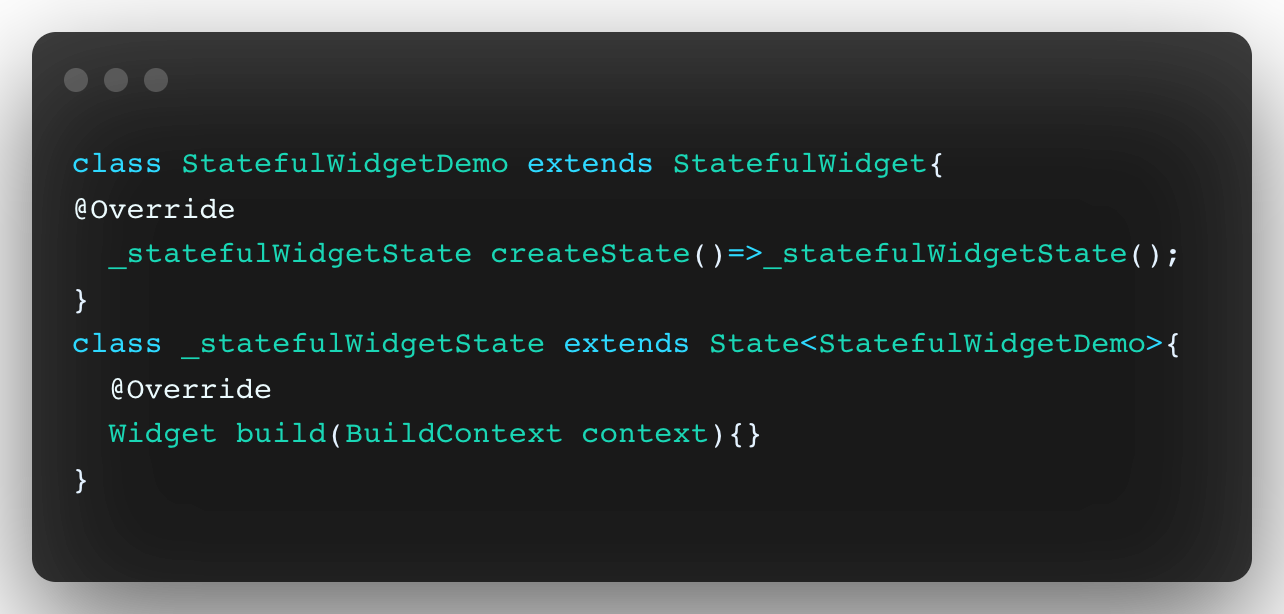 class StatefulWidgetDemo extends StatefulWidget{
@Override
  _statefulWidgetState createState()=>_statefulWidgetState();
}
class _statefulWidgetState extends State<StatefulWidgetDemo>{
  @Override
  Widget build(BuildContext context){}
}